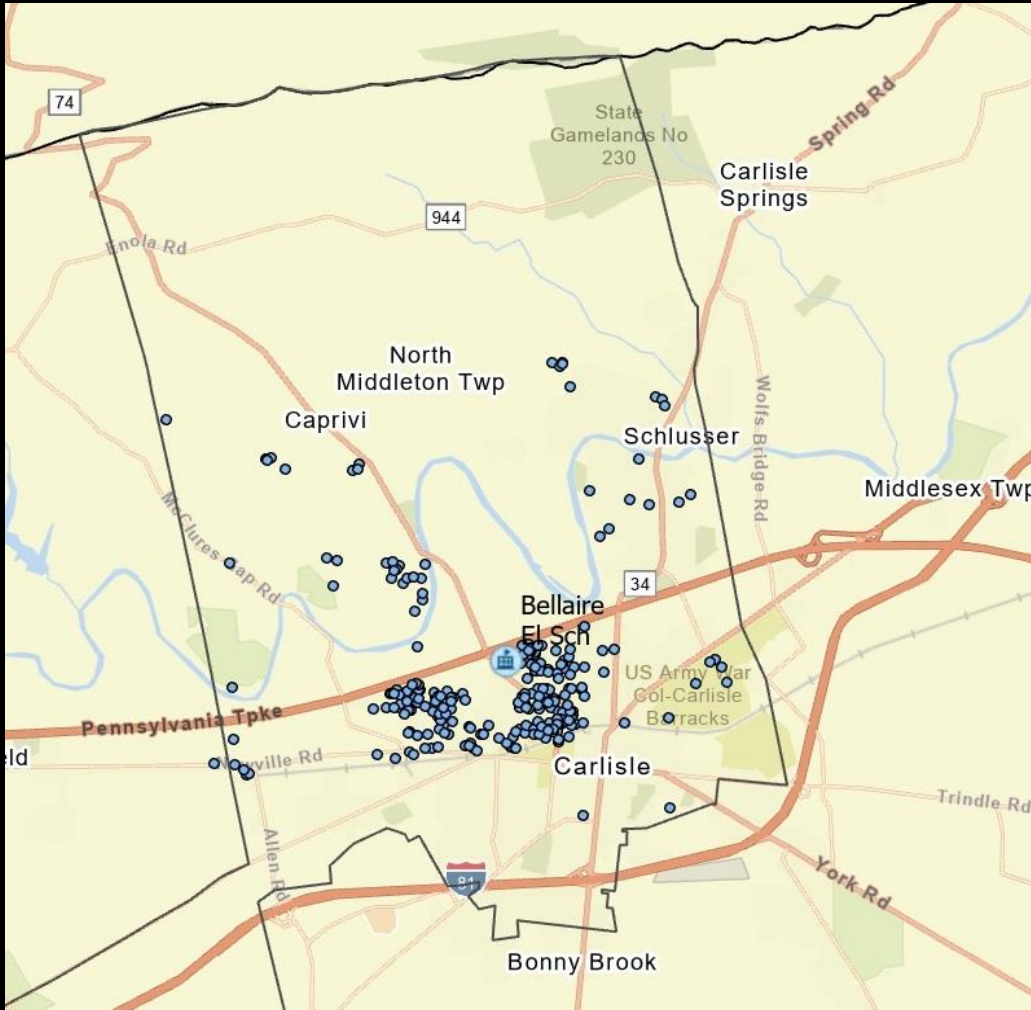 74
State
Gamelands No
230
Spring Rd
Carlisle
Springs
944
Enola Rd
North
Middleton Twp
Caprivi
Wolfs Bridge Rd
Schlusser
Middlesex Twp
McClures Gap Rd
34
Bellaire
El Sch
US Army War
Col-Carlisle
Barracks
Pennsylvania Tpke
eld
Newville Rd
Carlisle
Trindle Rd
Allen Rd
81
York Rd
Bonny Brook